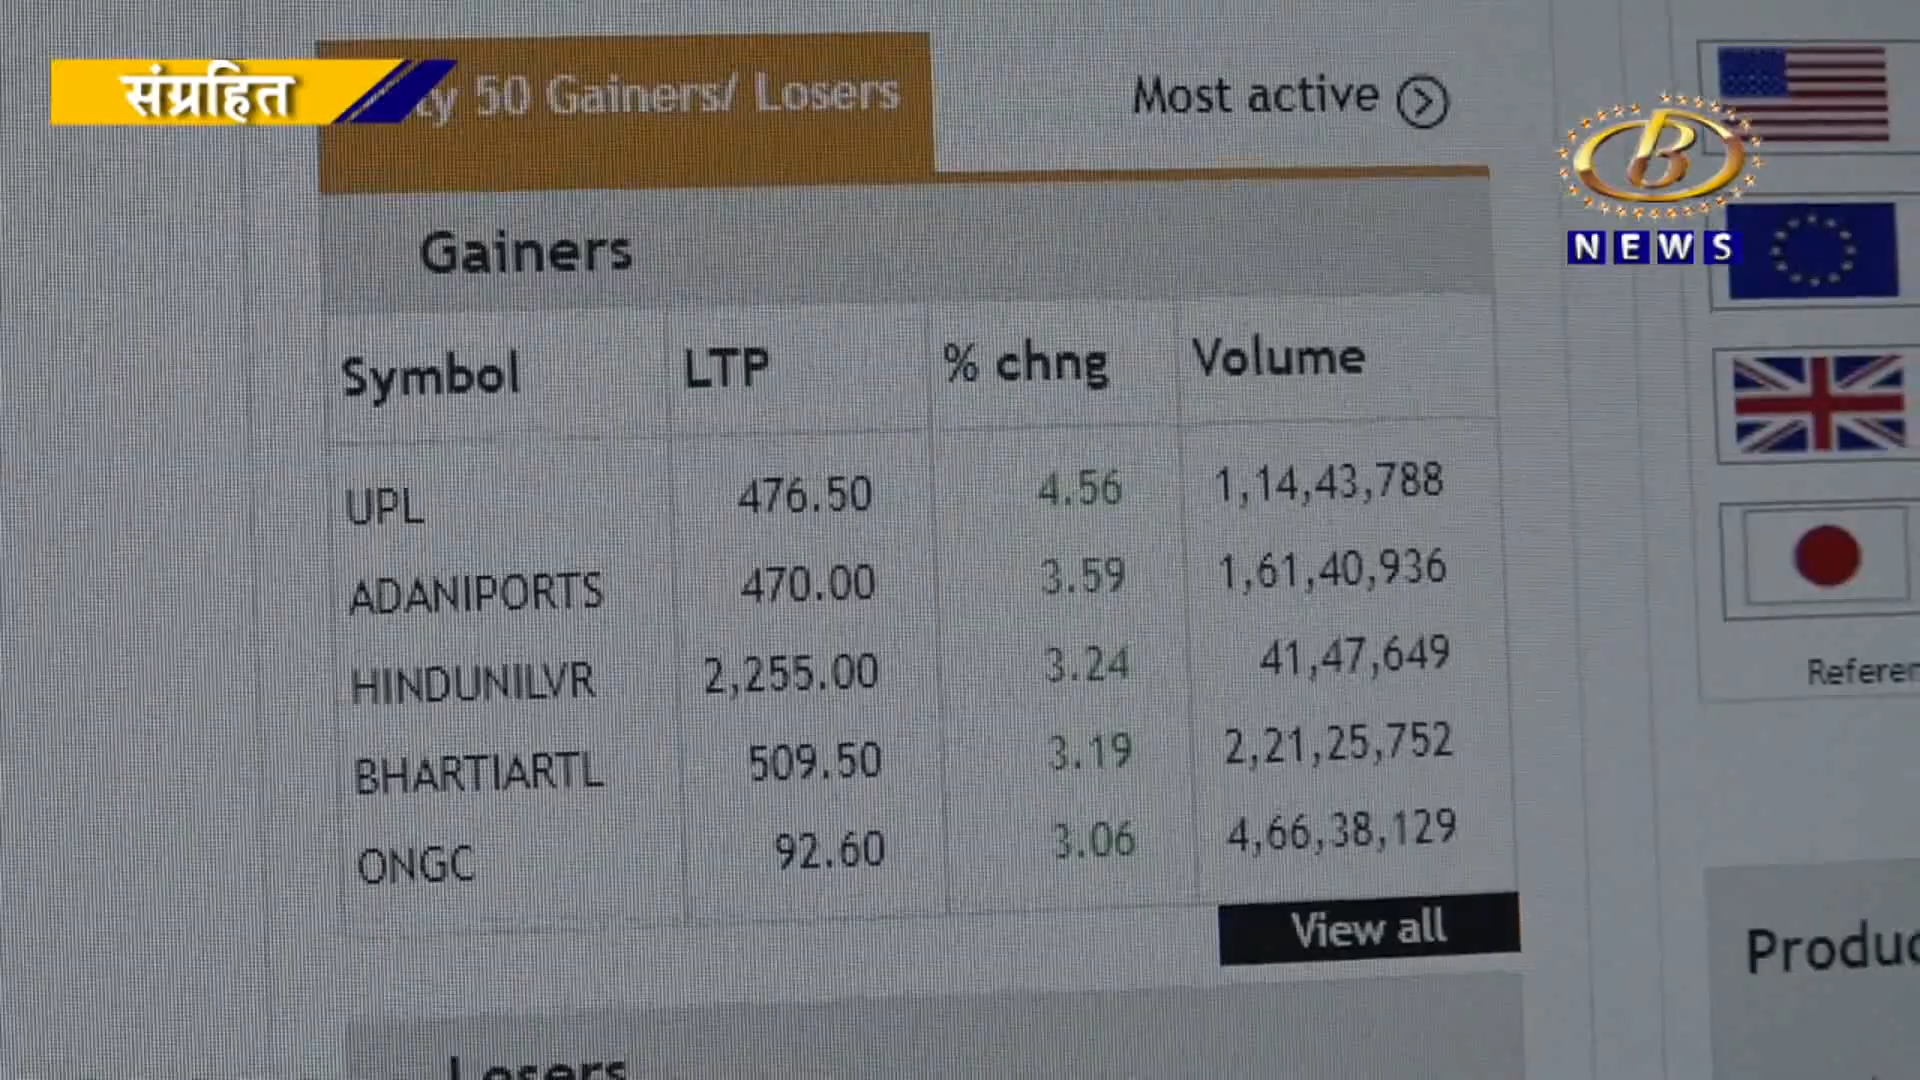 संग्रहित
ty 50 Gainers/ Losers
Most active
B
NEWS
Gainers
Symbol LTP % chng Volume
UPL 476.50 4.56 1,14,43,788
ADANIPORTS 470.00 3.59 1,61,40,936
HINDUNILVR 2,255.00 3.24 41,47,649
BHARTIARTL 509.50 3.19 2,21,25,752
ONGC 92.60 3.06 4,66,38,129
View all
Losers
Referen
Produc